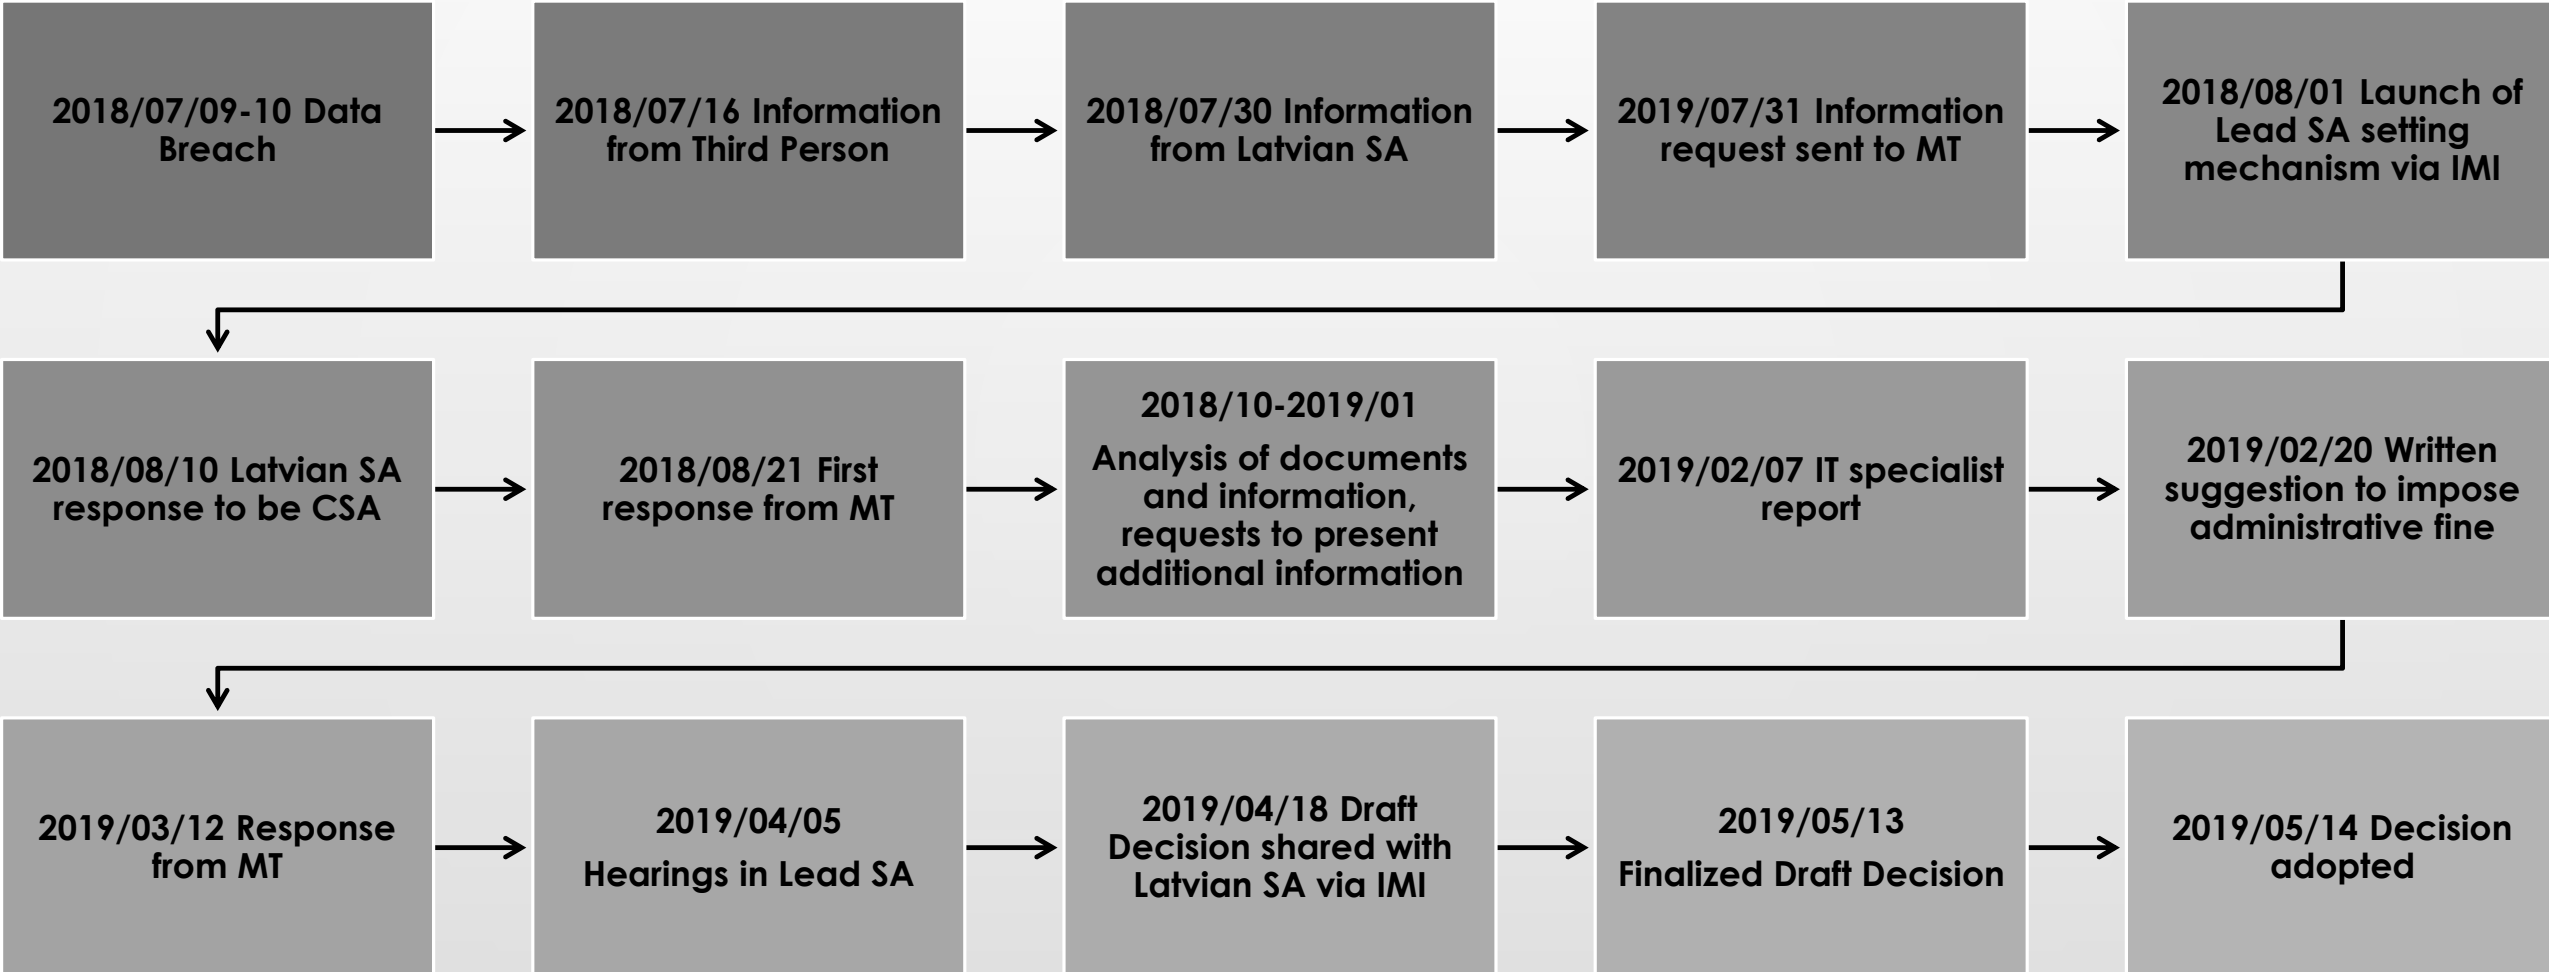 2018/07/09-10 Data
Breach
2018/07/16 Information
from Third Person
2018/07/30 Information
from Latvian SA
2019/07/31 Information
request sent to MT
2018/08/01 Launch of
Lead SA setting
mechanism via IMI
2018/08/10 Latvian SA
response to be CSA
2018/08/21 First
response from MT
2018/10-2019/01
Analysis of documents
and information,
requests to present
additional information
2019/02/07 IT specialist
report
2019/02/20 Written
suggestion to impose
administrative fine
2019/03/12 Response
from MT
2019/04/05
Hearings in Lead SA
2019/04/18 Draft
Decision shared with
Latvian SA via IMI
2019/05/13
Finalized Draft Decision
2019/05/14 Decision
adopted